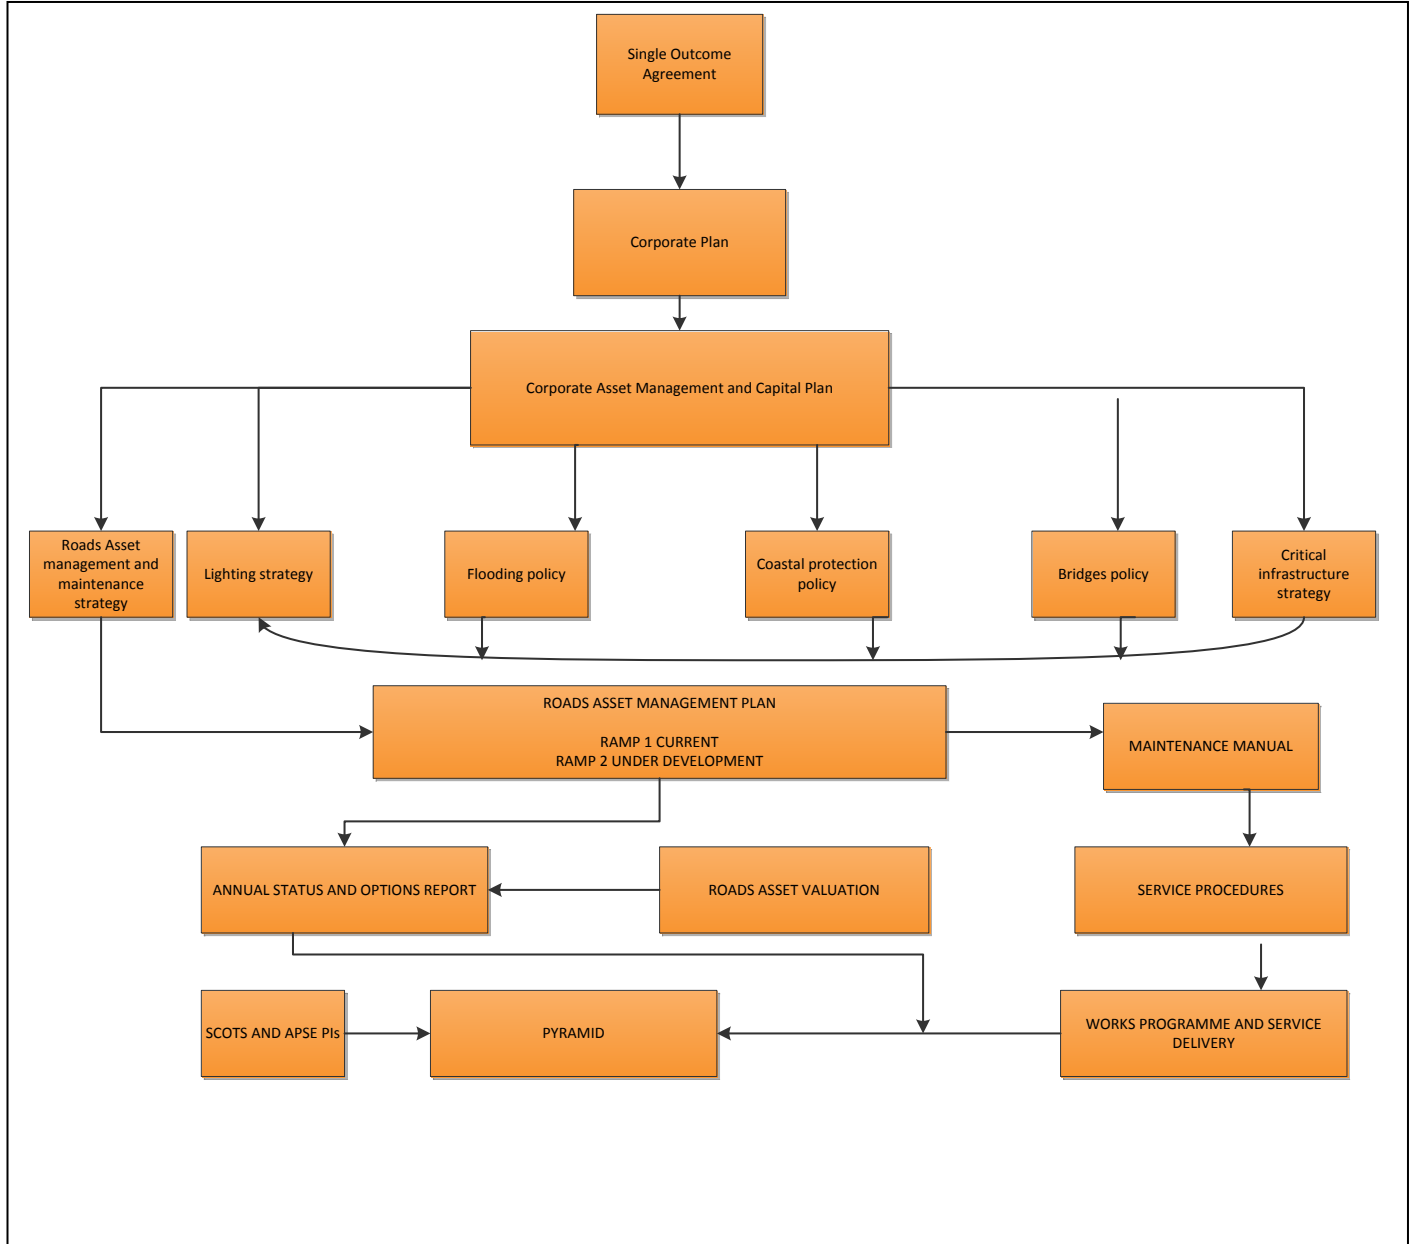 Single Outcome
Agreement
Corporate Plan
Corporate Asset Management and Capital Plan
Roads Asset
management and
maintenance
strategy
Lighting strategy
Flooding policy
Coastal protection
policy
Bridges policy
Critical
infrastructure
strategy
ROADS ASSET MANAGEMENT PLAN
RAMP 1 CURRENT
RAMP 2 UNDER DEVELOPMENT
MAINTENANCE MANUAL
ANNUAL STATUS AND OPTIONS REPORT
ROADS ASSET VALUATION
SERVICE PROCEDURES
SCOTS AND APSE PIs
PYRAMID
WORKS PROGRAMME AND SERVICE
DELIVERY